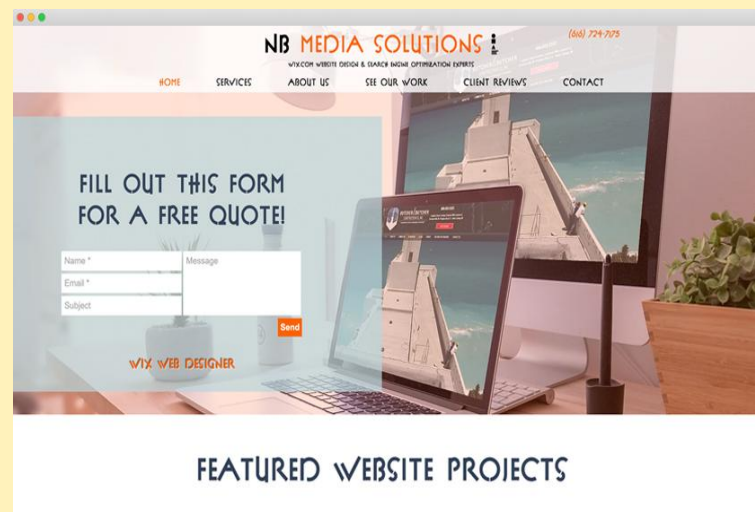 NB MEDIA SOLUTIONS
(616) 724-7175
WIX.COM WEBSITE DESIGN & SEARCH ENGINE OPTIMIZATION EXPERTS
HOME SERVICES ABOUT US SEE OUR WORK CLIENT REVIEWS CONTACT
FILL OUT THIS FORM
FOR A FREE QUOTE!
Name *
Message
Email *
Subject
Send
WIX WEB DESIGNER
FEATURED WEBSITE PROJECTS